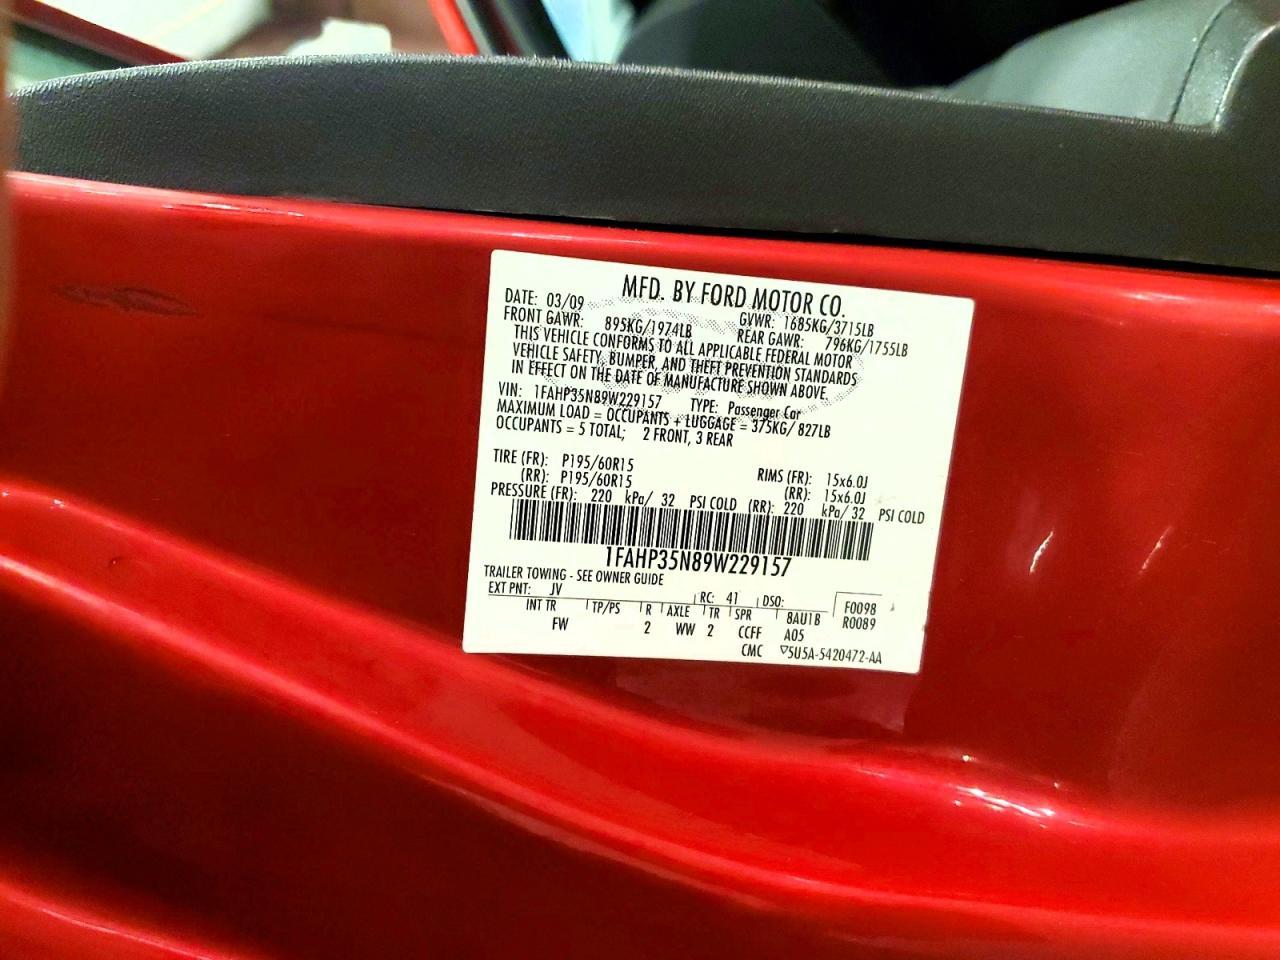 MFD. BY FORD MOTOR CO.
DATE: 03/09 GVWR: 1685KG/3715LB
FRONT GAWR: 895KG/1974LB REAR GAWR: 796KG/1755LB
THIS VEHICLE CONFORMS TO ALL APPLICABLE FEDERAL MOTOR
VEHICLE SAFETY, BUMPER, AND THEFT PREVENTION STANDARDS
IN EFFECT ON THE DATE OF MANUFACTURE SHOWN ABOVE.
VIN: 1FAHP35N89W229157 TYPE: Passenger Car
MAXIMUM LOAD = OCCUPANTS + LUGGAGE = 375KG/ 827LB
OCCUPANTS = 5 TOTAL; 2 FRONT, 3 REAR
TIRE (FR): P195/60R15 RIMS (FR): 15x6.0J
(RR): P195/60R15 (RR): 15x6.0J
PRESSURE (FR): 220 kPa/ 32 PSI COLD (RR): 220 kPa/ 32 PSI COLD
1FAHP35N89W229157
TRAILER TOWING - SEE OWNER GUIDE
EXT PNT: JV RC: 41 DSO: F0098
INT TR TP/PS R AXLE TR SPR 8AU1B R0089
FW 2 WW 2 CCFF A05
CMC ▽5U5A-5420472-AA